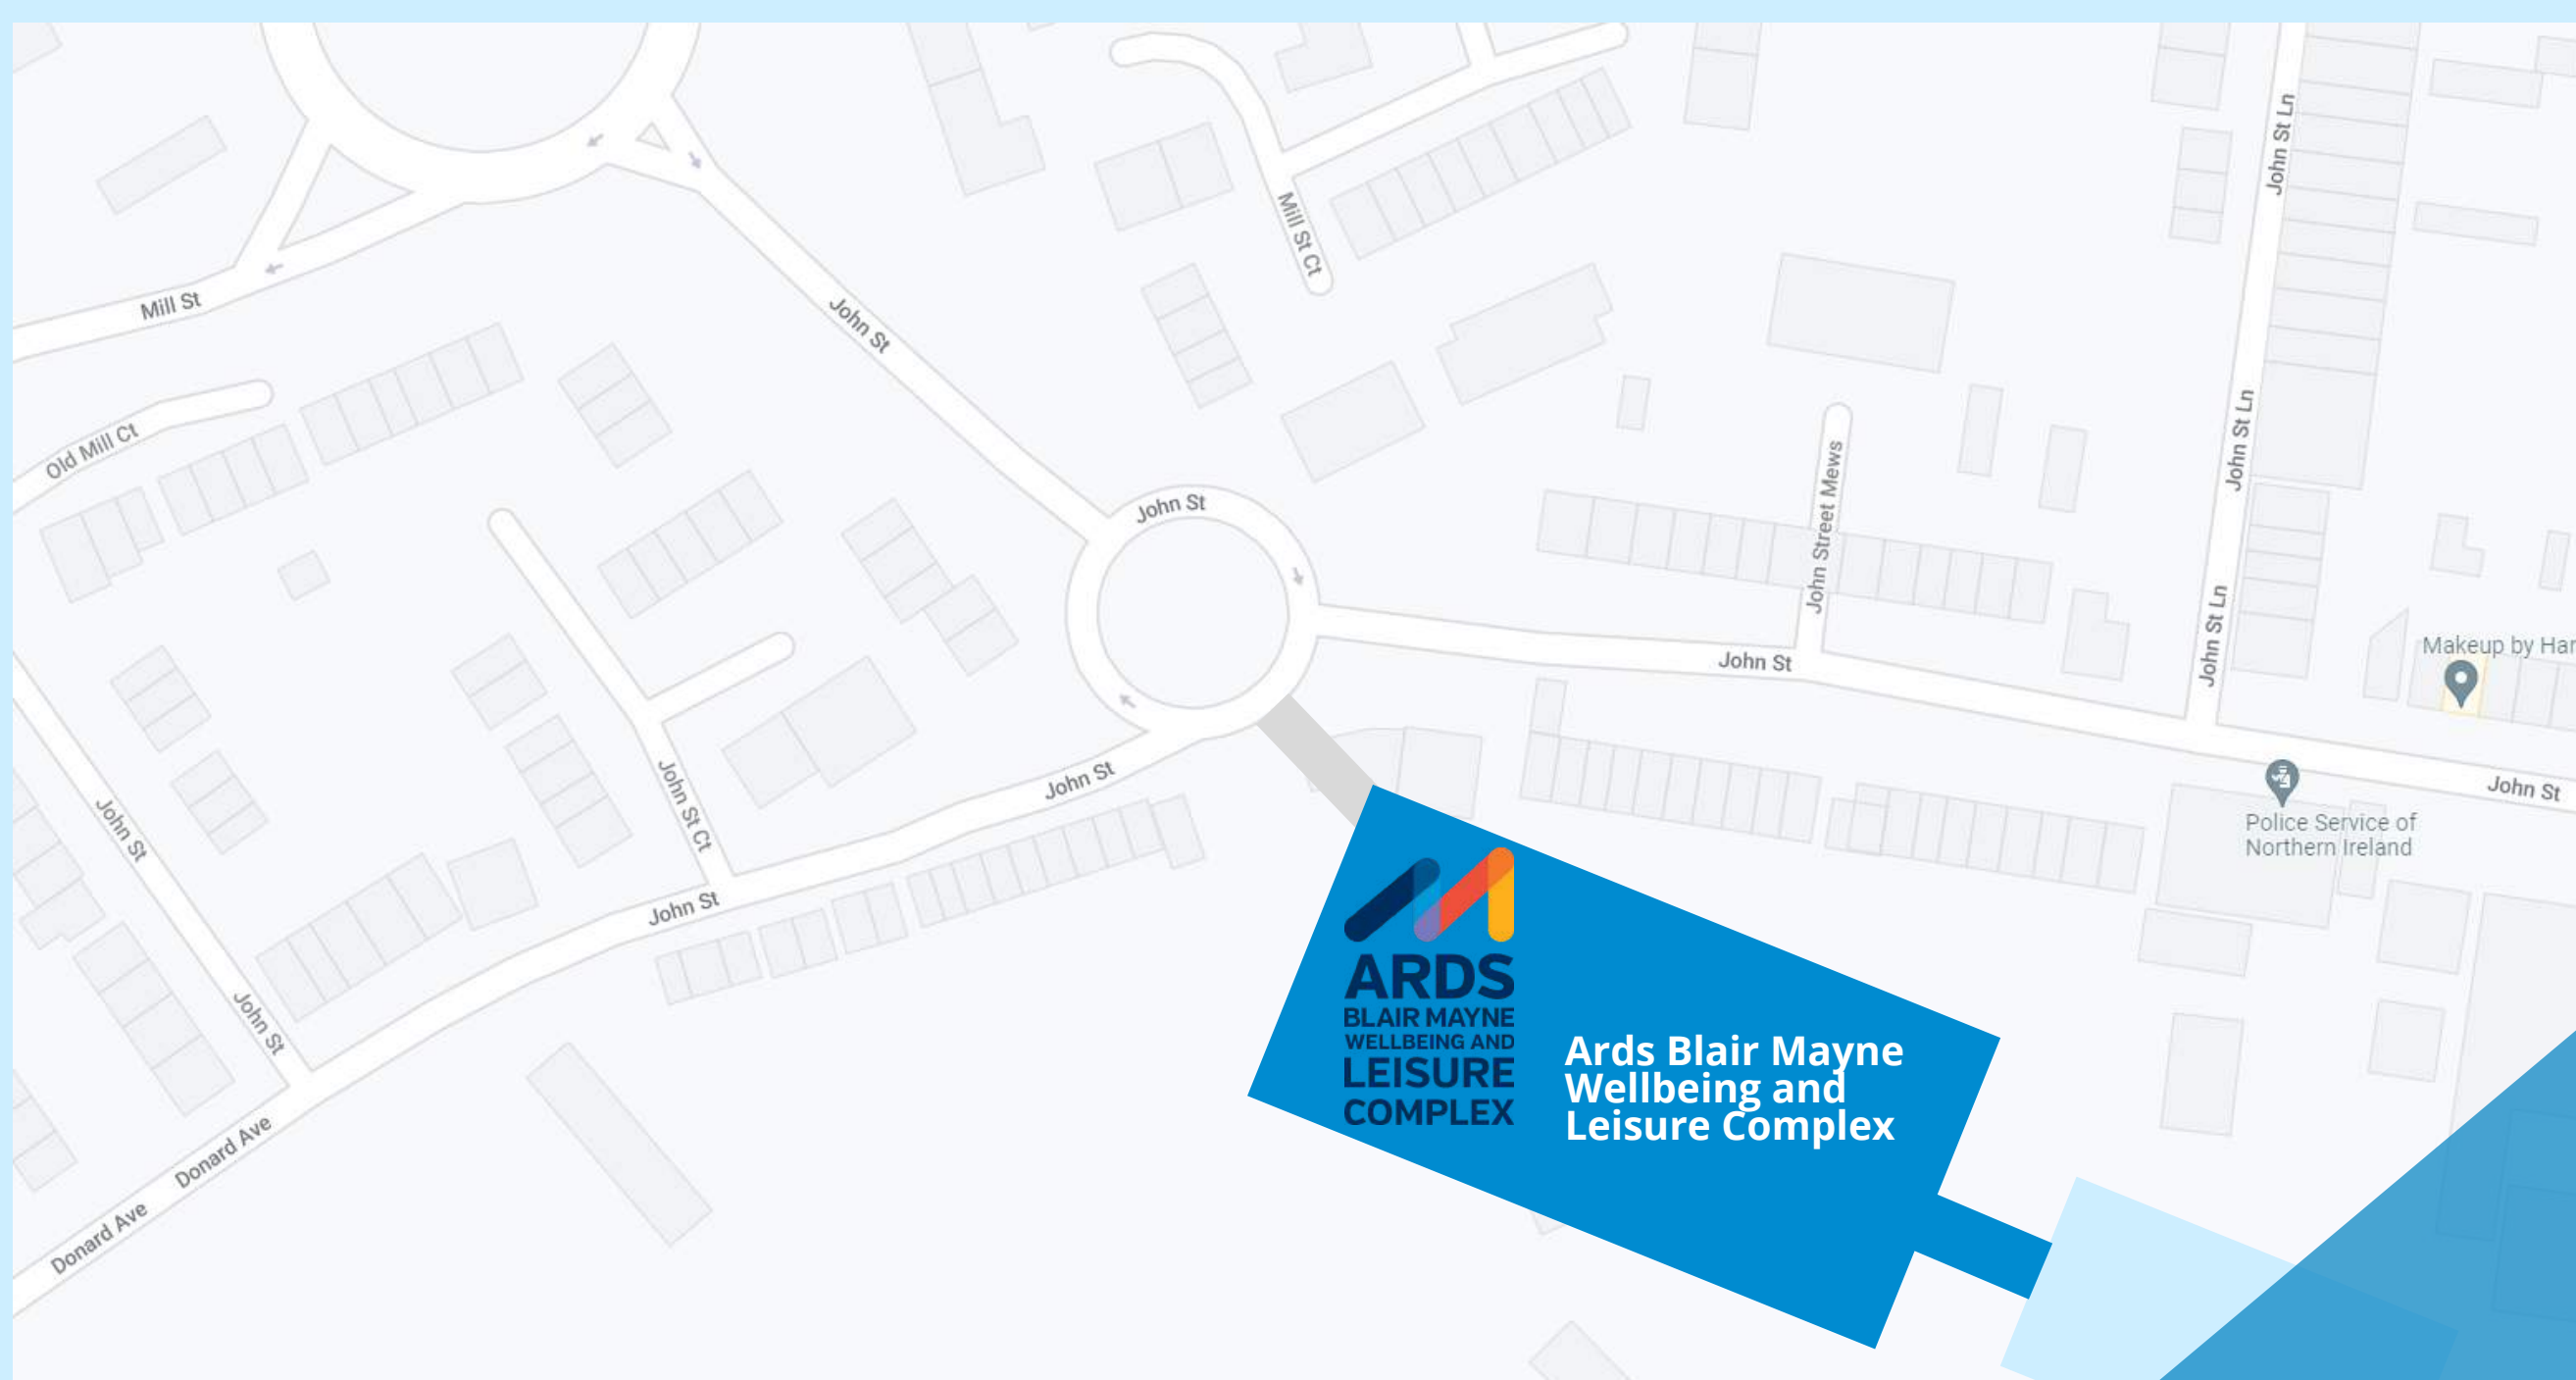 John St Ln
Mill St Ct
Mill St
John St
John St Ln
Old Mill Ct
John Street Mews
John St
John St Ln
Makeup by Har
John St
John St Ct
John St
John St
John St
Police Service of
Northern Ireland
John St
John St
Donard Ave
Donard Ave
ARDS
BLAIR MAYNE
WELLBEING AND
LEISURE
COMPLEX
Ards Blair Mayne
Wellbeing and
Leisure Complex